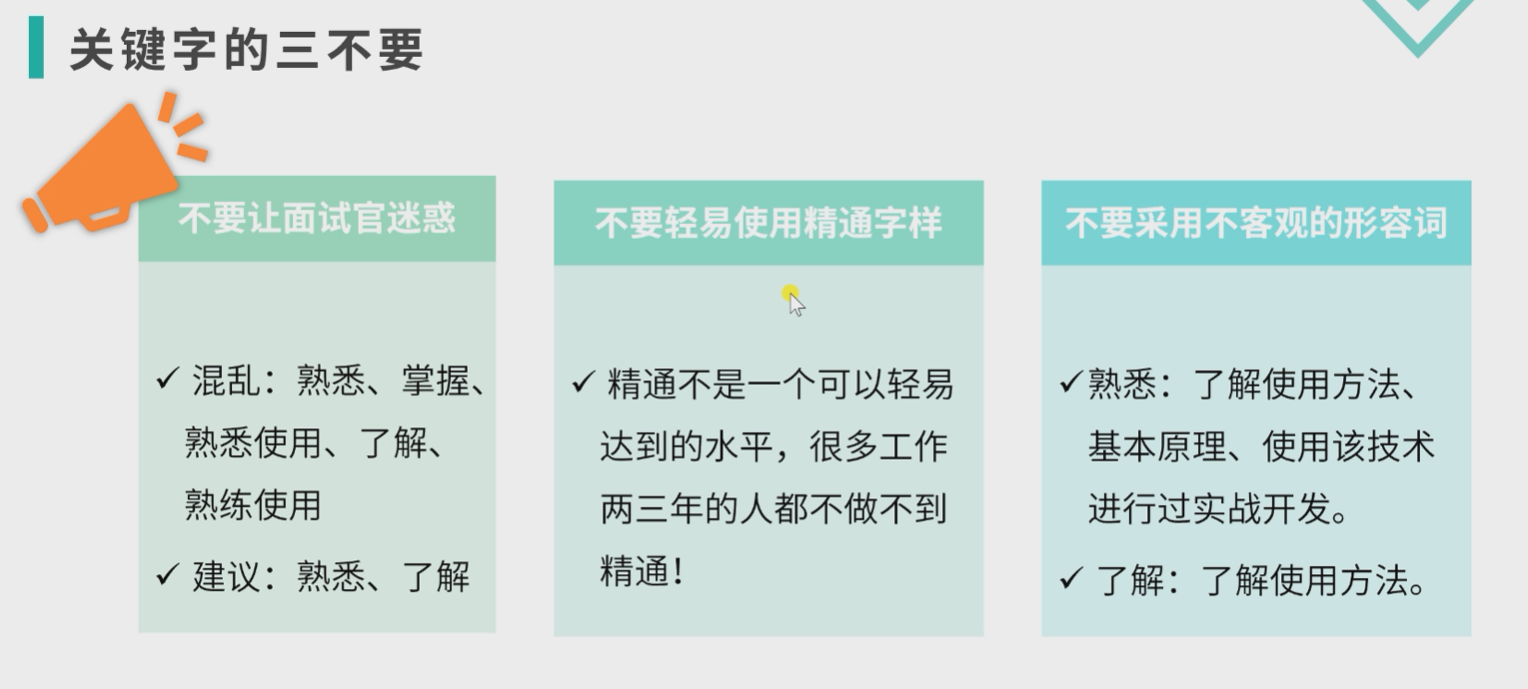 关键字的三不要
不要让面试官迷惑
✓ 混乱：熟悉、掌握、
熟悉使用、了解、
熟练使用
✓ 建议：熟悉、了解
不要轻易使用精通字样
✓ 精通不是一个可以轻易
达到的水平，很多工作
两三年的人都不做不到
精通！
不要采用不客观的形容词
✓熟悉：了解使用方法、
基本原理、使用该技术
进行过实战开发。
✓ 了解：了解使用方法。